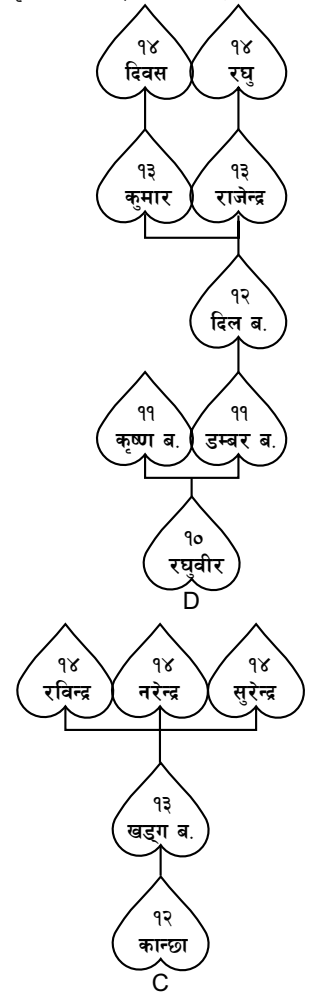 १४ १४
दिवस रघु
१३ १३
कुमार राजेन्द्र
१२
दिल ब.
११ ११
कृष्ण ब. डम्बर ब.
१०
रघुवीर
D
१४ १४ १४
रविन्द्र नरेन्द्र सुरेन्द्र
१३
खड्ग ब.
१२
कान्छा
C